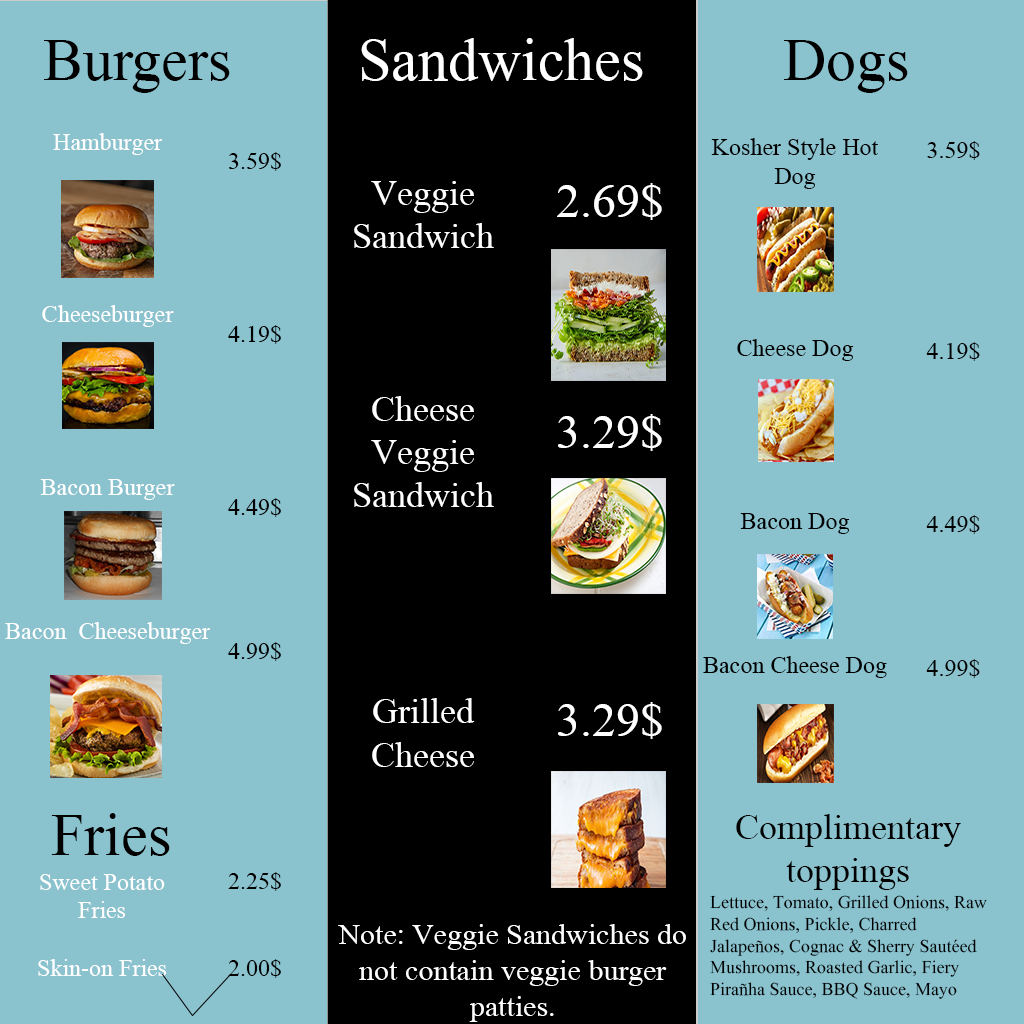 Burgers
Hamburger
3.59$
Cheeseburger
4.19$
Bacon Burger
4.49$
Bacon  Cheeseburger
4.99$
Fries
Sweet Potato
Fries
2.25$
Skin-on Fries
2.00$
Sandwiches
Veggie
Sandwich
2.69$
Cheese
Veggie
Sandwich
3.29$
Grilled
Cheese
3.29$
Note: Veggie Sandwiches do
not contain veggie burger
patties.
Dogs
Kosher Style Hot
Dog
3.59$
Cheese Dog
4.19$
Bacon Dog
4.49$
Bacon Cheese Dog
4.99$
Complimentary
toppings
Lettuce, Tomato, Grilled Onions, Raw
Red Onions, Pickle, Charred
Jalapeños, Cognac & Sherry Sautéed
Mushrooms, Roasted Garlic, Fiery
Pirañha Sauce, BBQ Sauce, Mayo